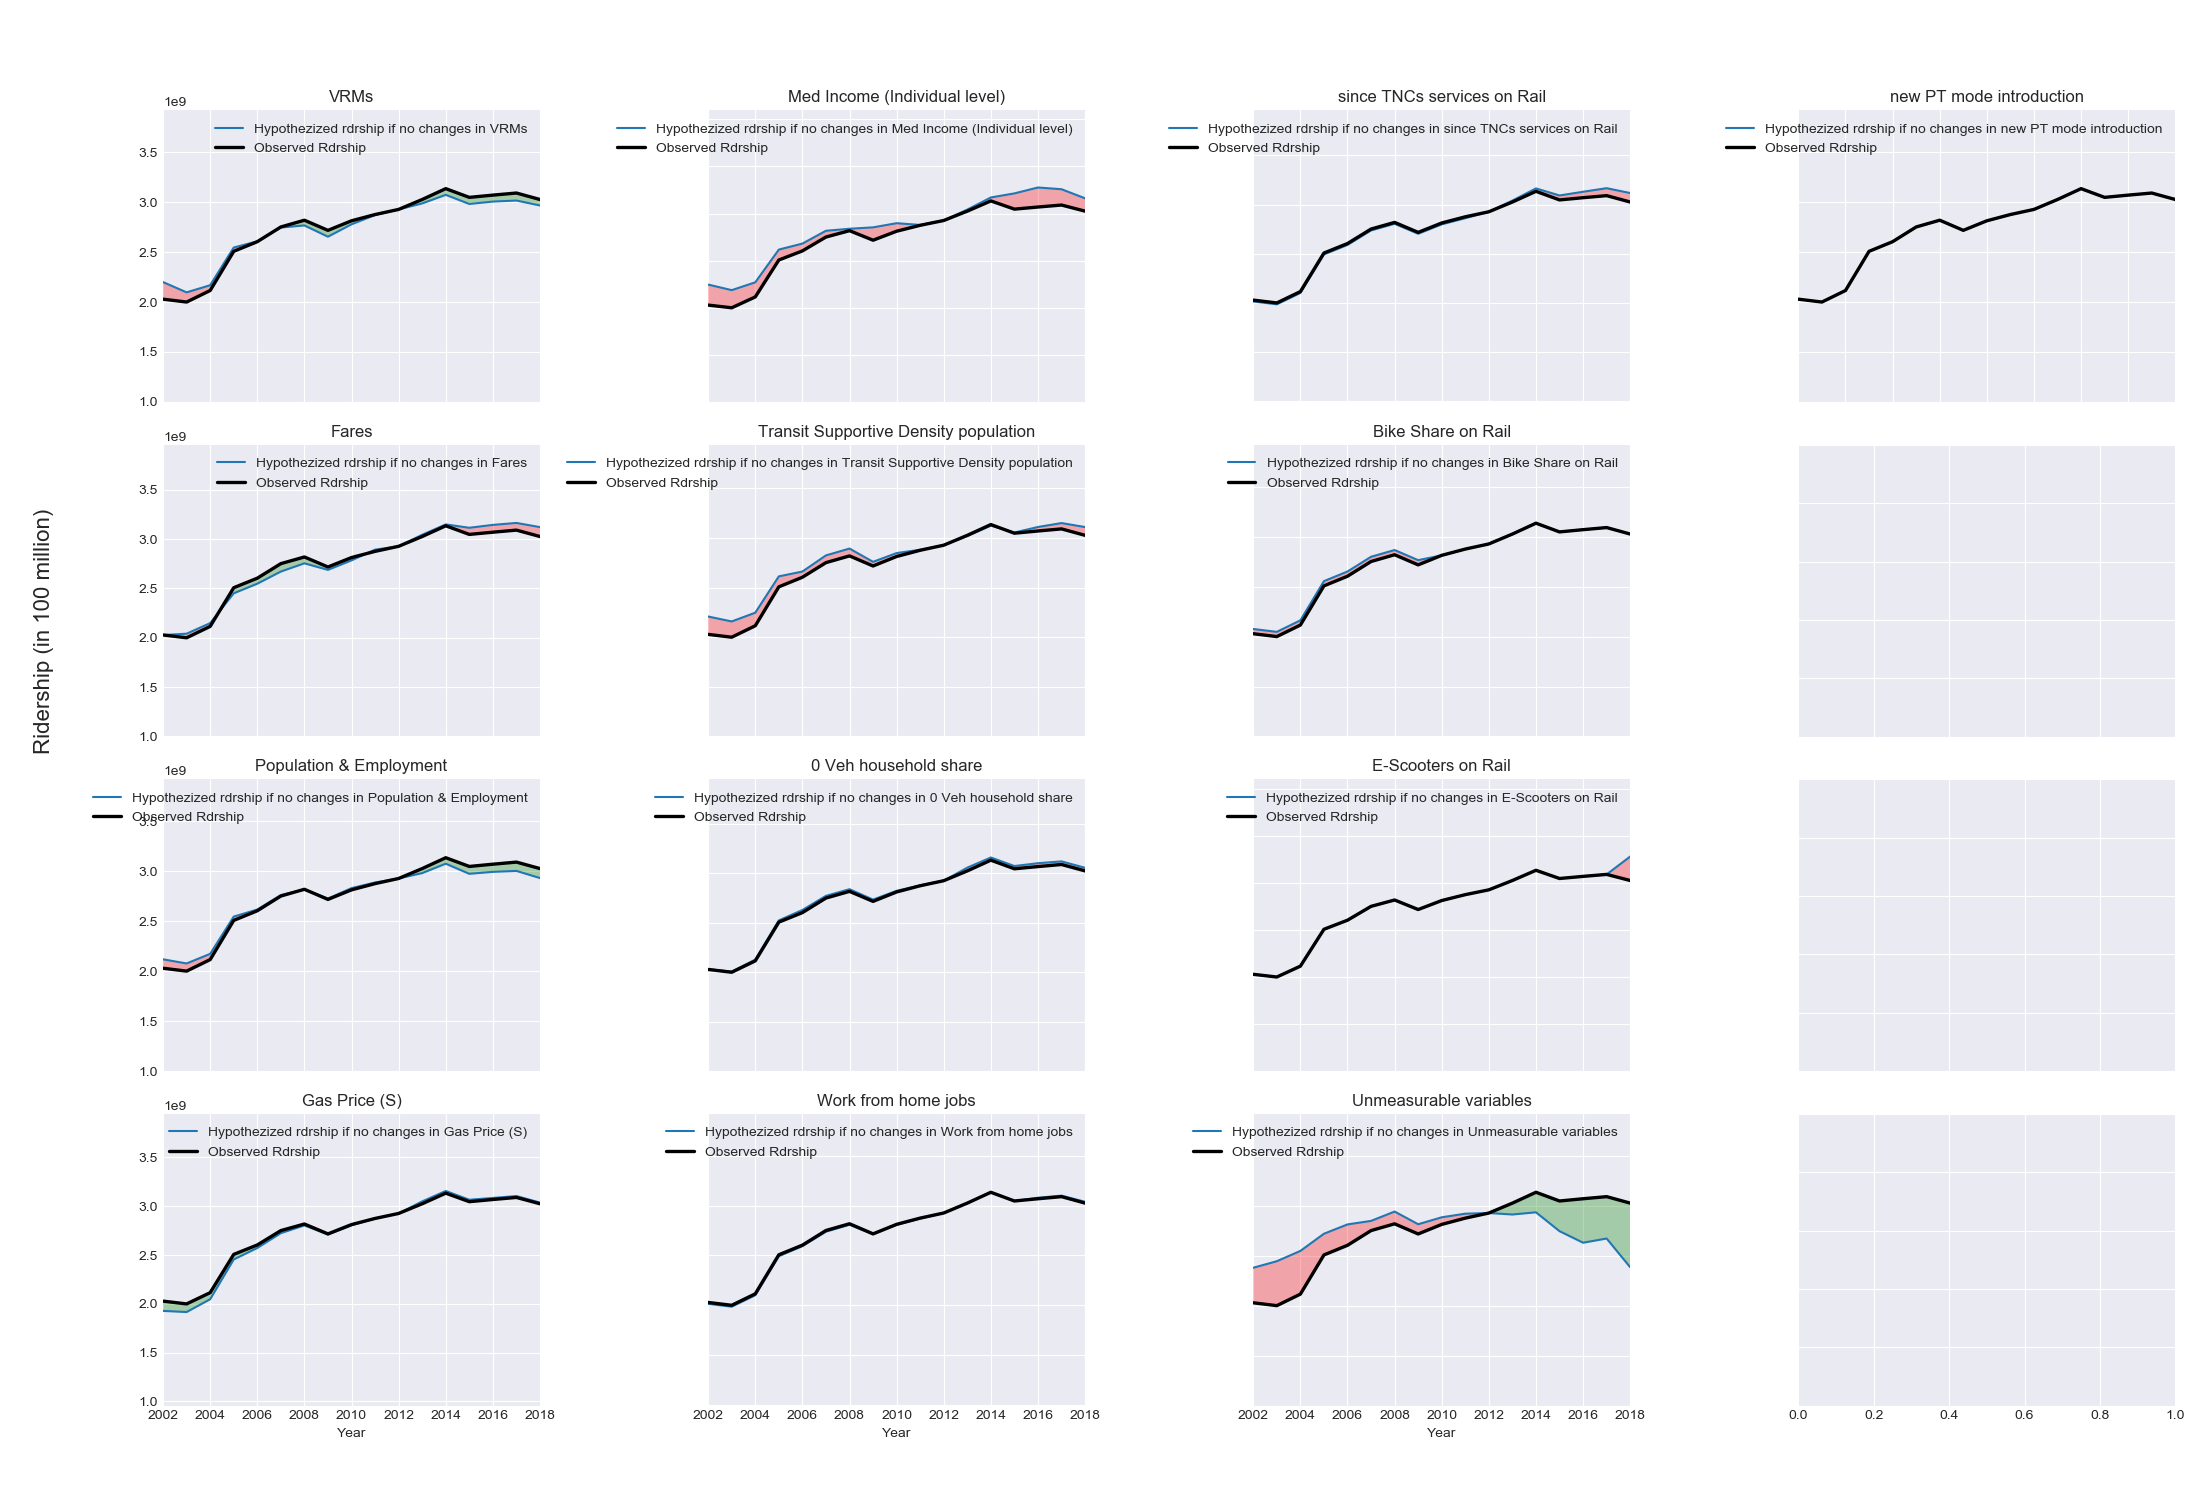 Ridership (in 100 million)
VRMs
1e9
Hypothezized rdrship if no changes in VRMs
Observed Rdrship
3.5
3.0
2.5
2.0
1.5
1.0
Med Income (Individual level)
Hypothezized rdrship if no changes in Med Income (Individual level)
Observed Rdrship
since TNCs services on Rail
Hypothezized rdrship if no changes in since TNCs services on Rail
Observed Rdrship
new PT mode introduction
Hypothezized rdrship if no changes in new PT mode introduction
Observed Rdrship
Fares
1e9
Hypothezized rdrship if no changes in Fares
Observed Rdrship
3.5
3.0
2.5
2.0
1.5
1.0
Transit Supportive Density population
Hypothezized rdrship if no changes in Transit Supportive Density population
Observed Rdrship
Bike Share on Rail
Hypothezized rdrship if no changes in Bike Share on Rail
Observed Rdrship
Population & Employment
1e9
Hypothezized rdrship if no changes in Population & Employment
Observed Rdrship
3.5
3.0
2.5
2.0
1.5
1.0
0 Veh household share
Hypothezized rdrship if no changes in 0 Veh household share
Observed Rdrship
E-Scooters on Rail
Hypothezized rdrship if no changes in E-Scooters on Rail
Observed Rdrship
Gas Price (S)
1e9
Hypothezized rdrship if no changes in Gas Price (S)
Observed Rdrship
3.5
3.0
2.5
2.0
1.5
1.0
2002 2004 2006 2008 2010 2012 2014 2016 2018
Year
Work from home jobs
Hypothezized rdrship if no changes in Work from home jobs
Observed Rdrship
2002 2004 2006 2008 2010 2012 2014 2016 2018
Year
Unmeasurable variables
Hypothezized rdrship if no changes in Unmeasurable variables
Observed Rdrship
2002 2004 2006 2008 2010 2012 2014 2016 2018
Year
0.0 0.2 0.4 0.6 0.8 1.0